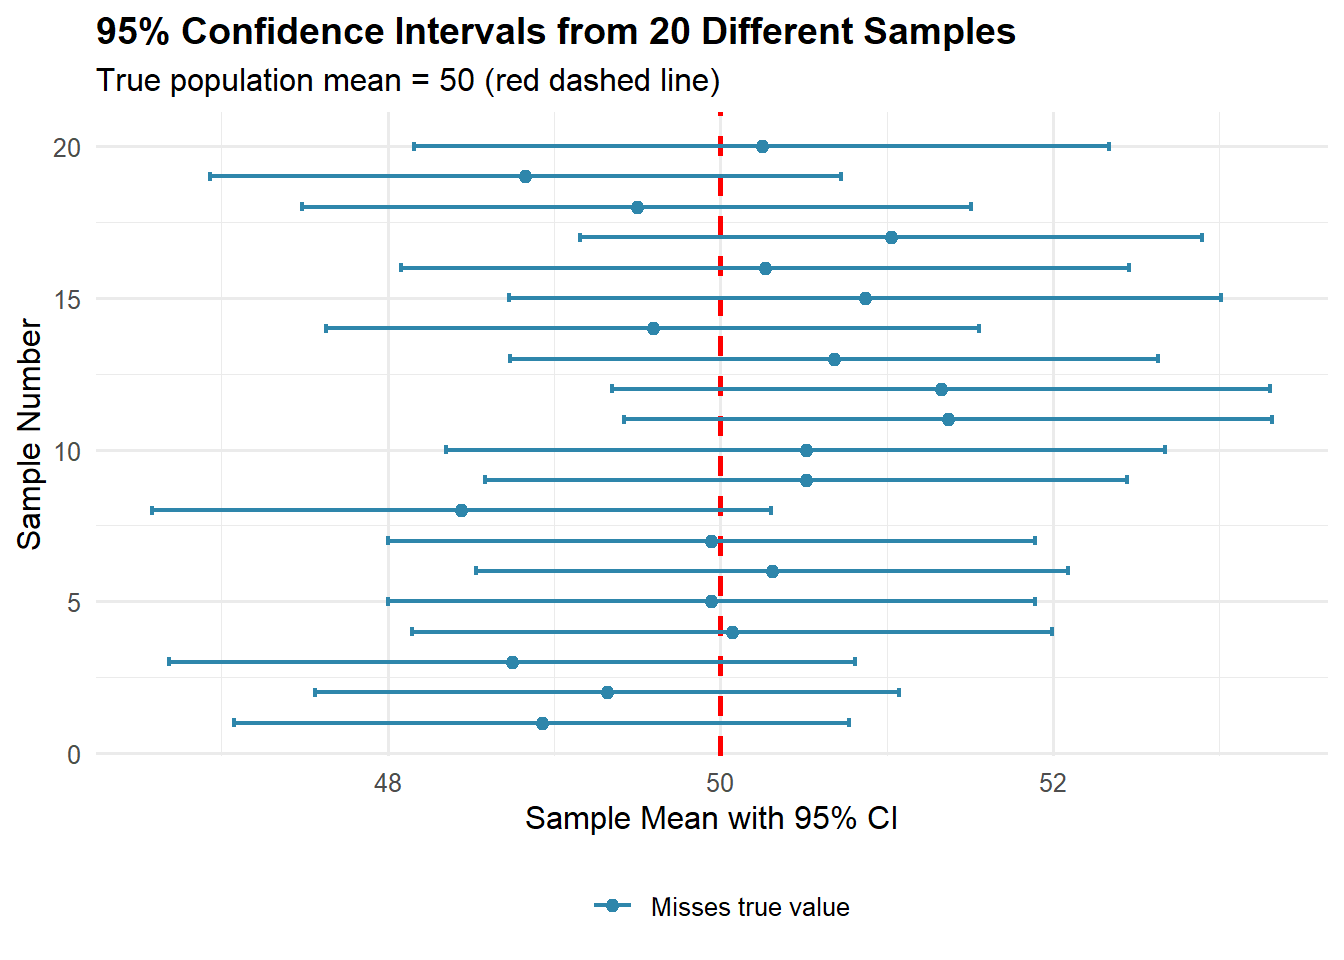 95% Confidence Intervals from 20 Different Samples
True population mean = 50 (red dashed line)
20
15
10
5
0
Sample Number
48 50 52
Sample Mean with 95% CI
Misses true value